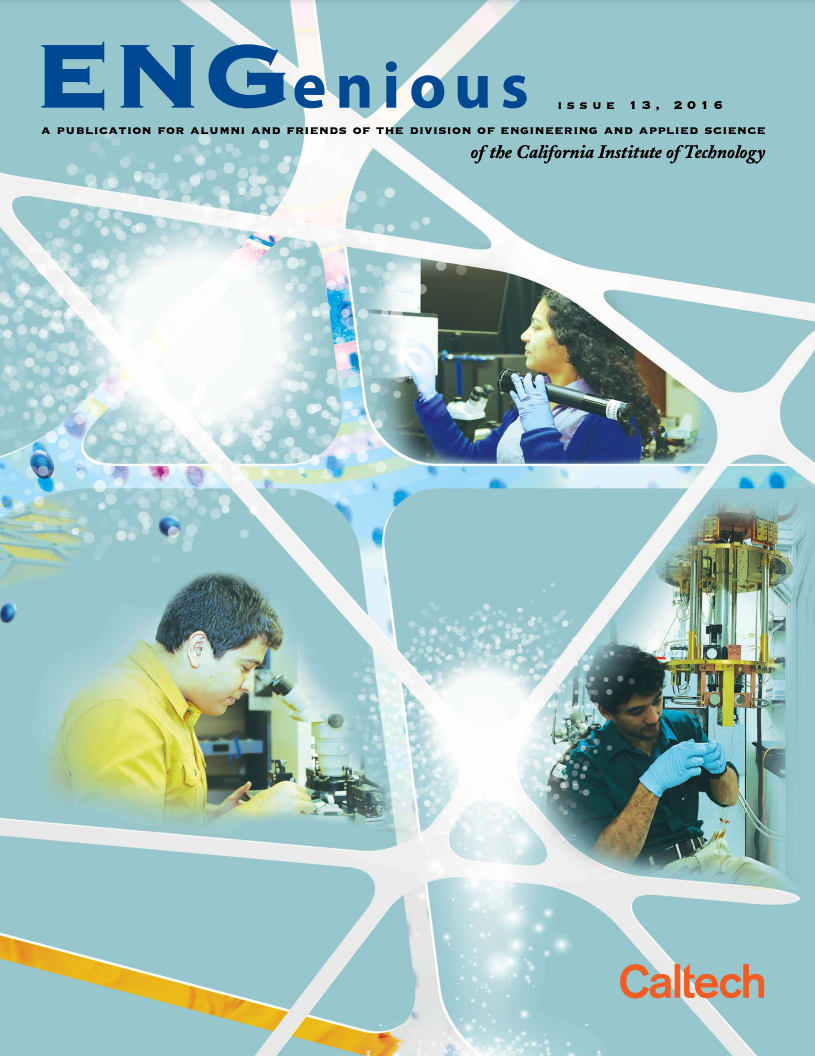 ENGenious ISSUE 13, 2016
A PUBLICATION FOR ALUMNI AND FRIENDS OF THE DIVISION OF ENGINEERING AND APPLIED SCIENCE
of the California Institute of Technology
Caltech